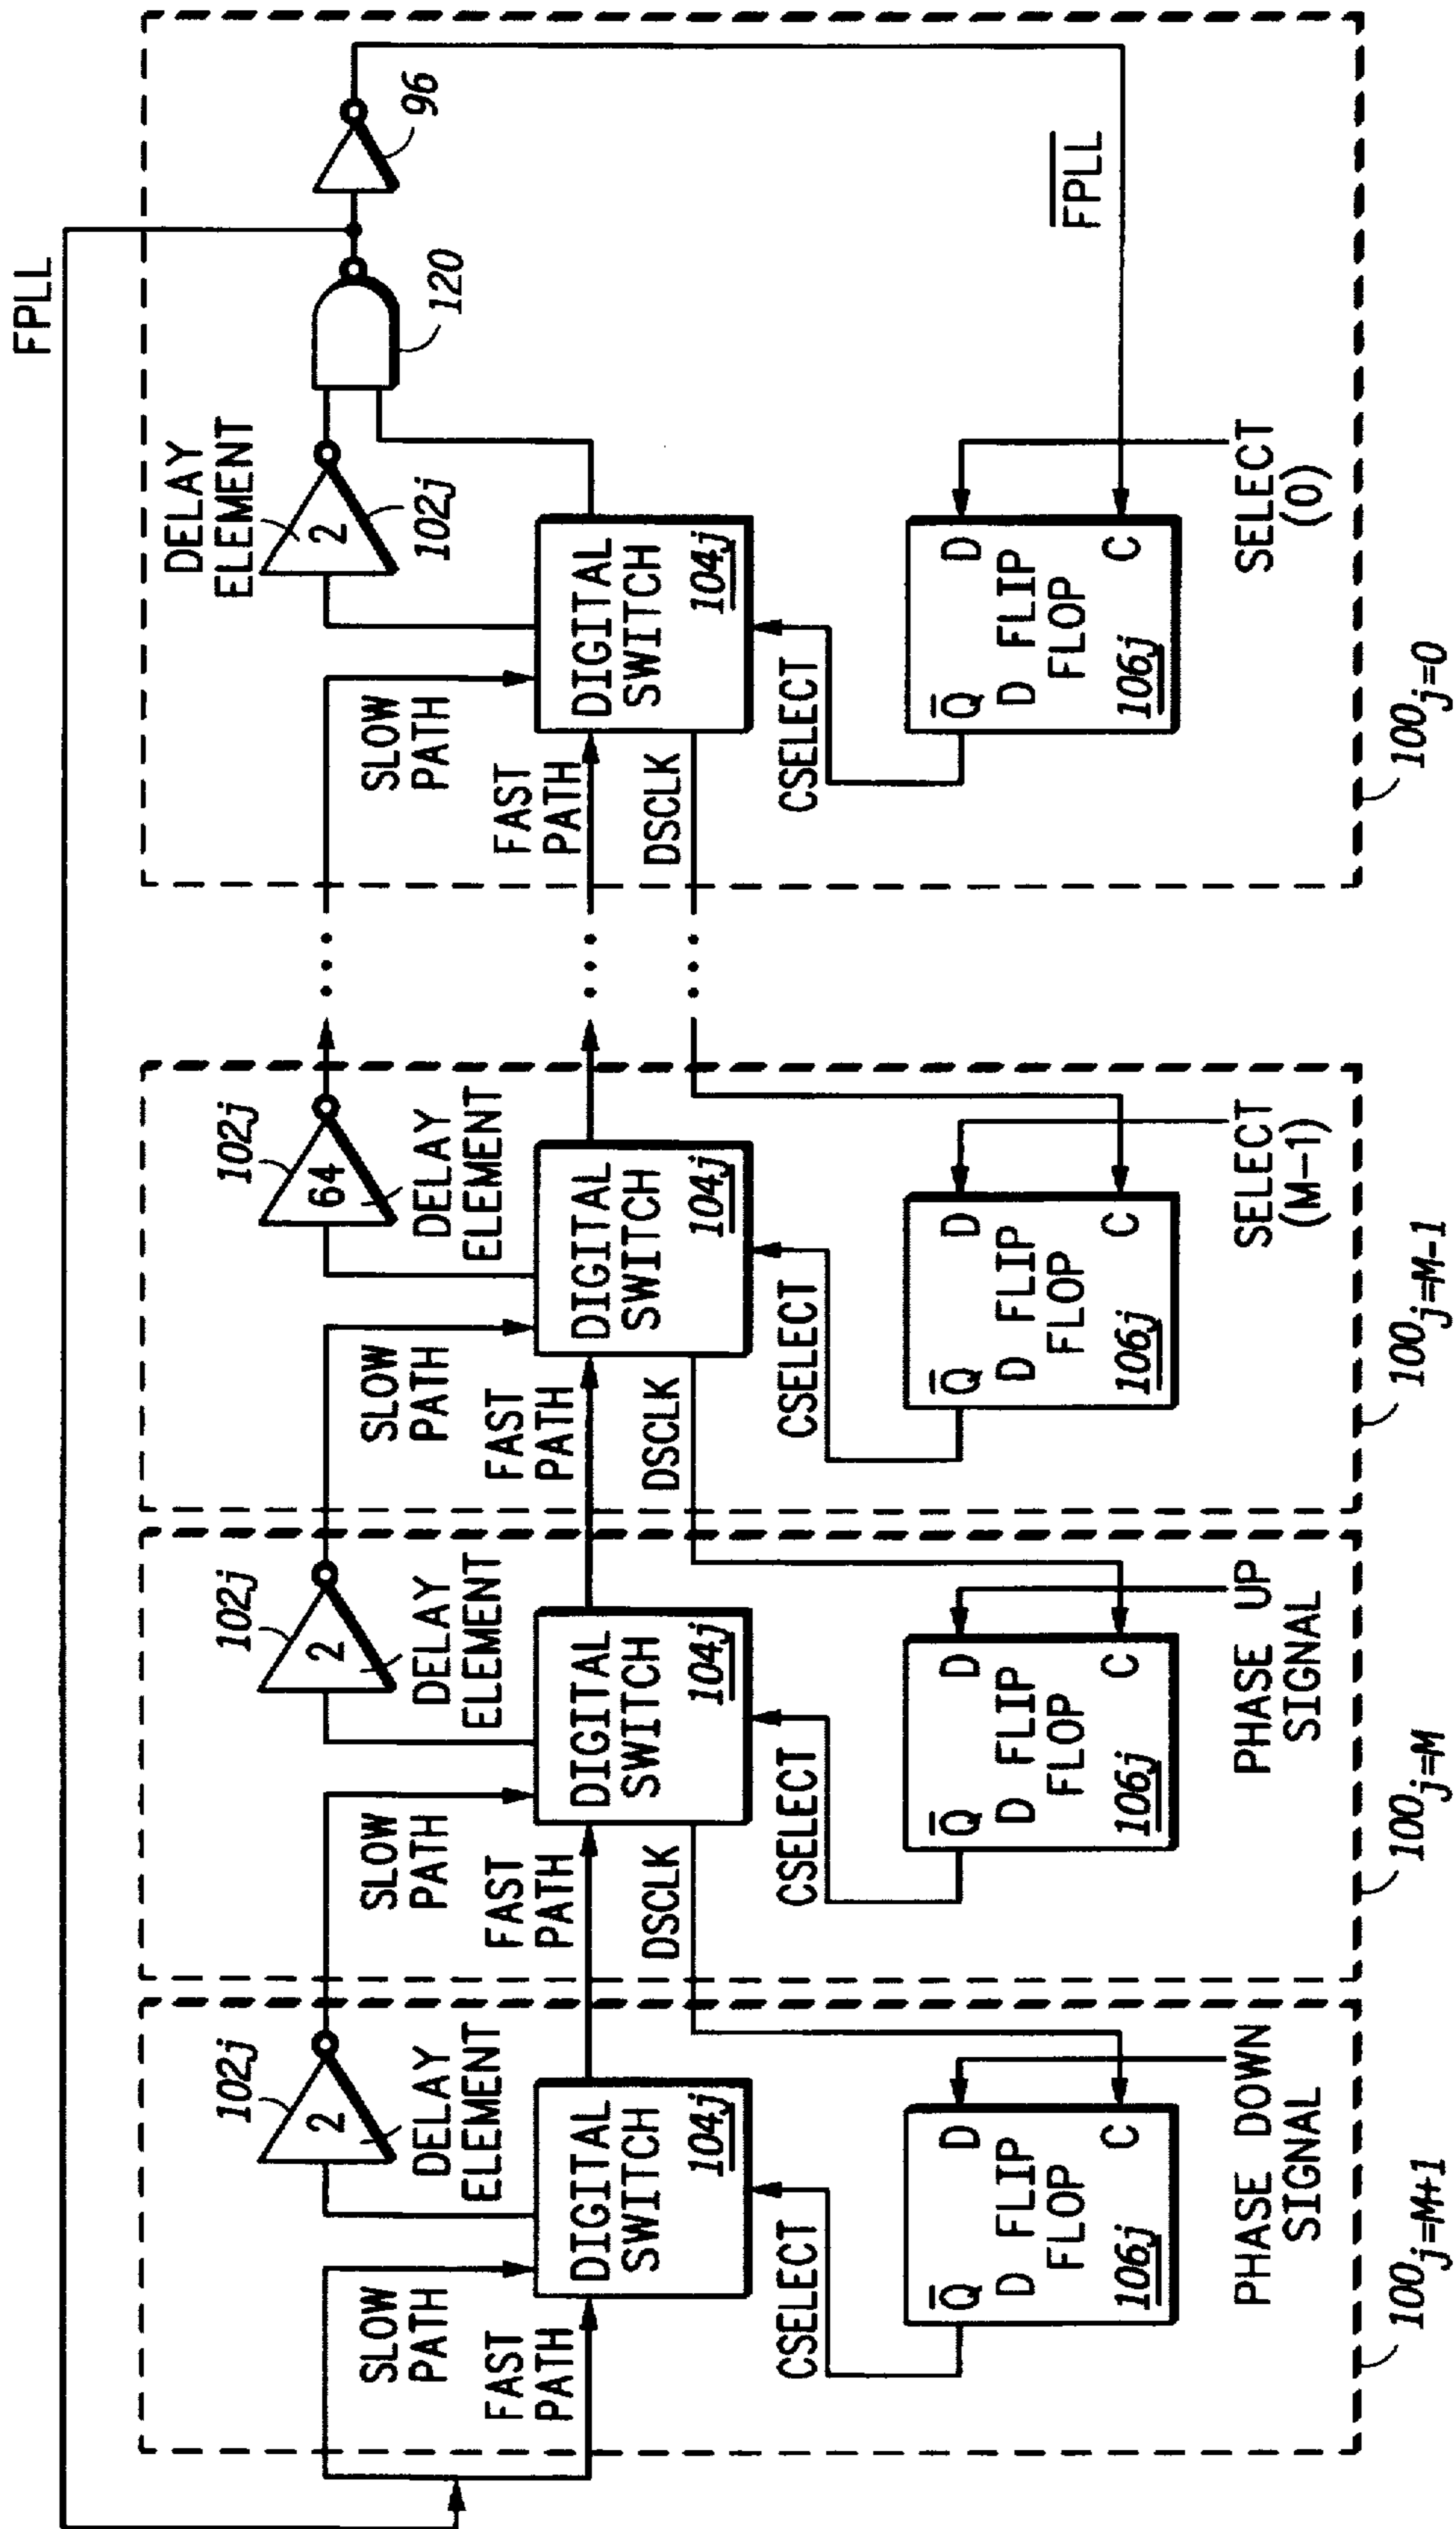 FPLL
102j
2
DELAY
ELEMENT
SLOW
PATH
FAST
PATH
DIGITAL
SWITCH
104j
CSELECT
Q
D
D FLIP
FLOP
C
106j
PHASE DOWN
SIGNAL
100j=M+1
102j
2
DELAY
ELEMENT
SLOW
PATH
FAST
PATH
DSCLK
DIGITAL
SWITCH
104j
CSELECT
Q
D
D FLIP
FLOP
C
106j
PHASE UP
SIGNAL
100j=M
102j
64
DELAY
ELEMENT
SLOW
PATH
FAST
PATH
DSCLK
DIGITAL
SWITCH
104j
CSELECT
Q
D
D FLIP
FLOP
C
106j
SELECT
(M-1)
100j=M-1
DELAY
ELEMENT
2
102j
120
96
SLOW
PATH
FAST
PATH
DSCLK
DIGITAL
SWITCH
104j
CSELECT
Q
D
D FLIP
FLOP
C
106j
FPLL
SELECT
(0)
100j=0